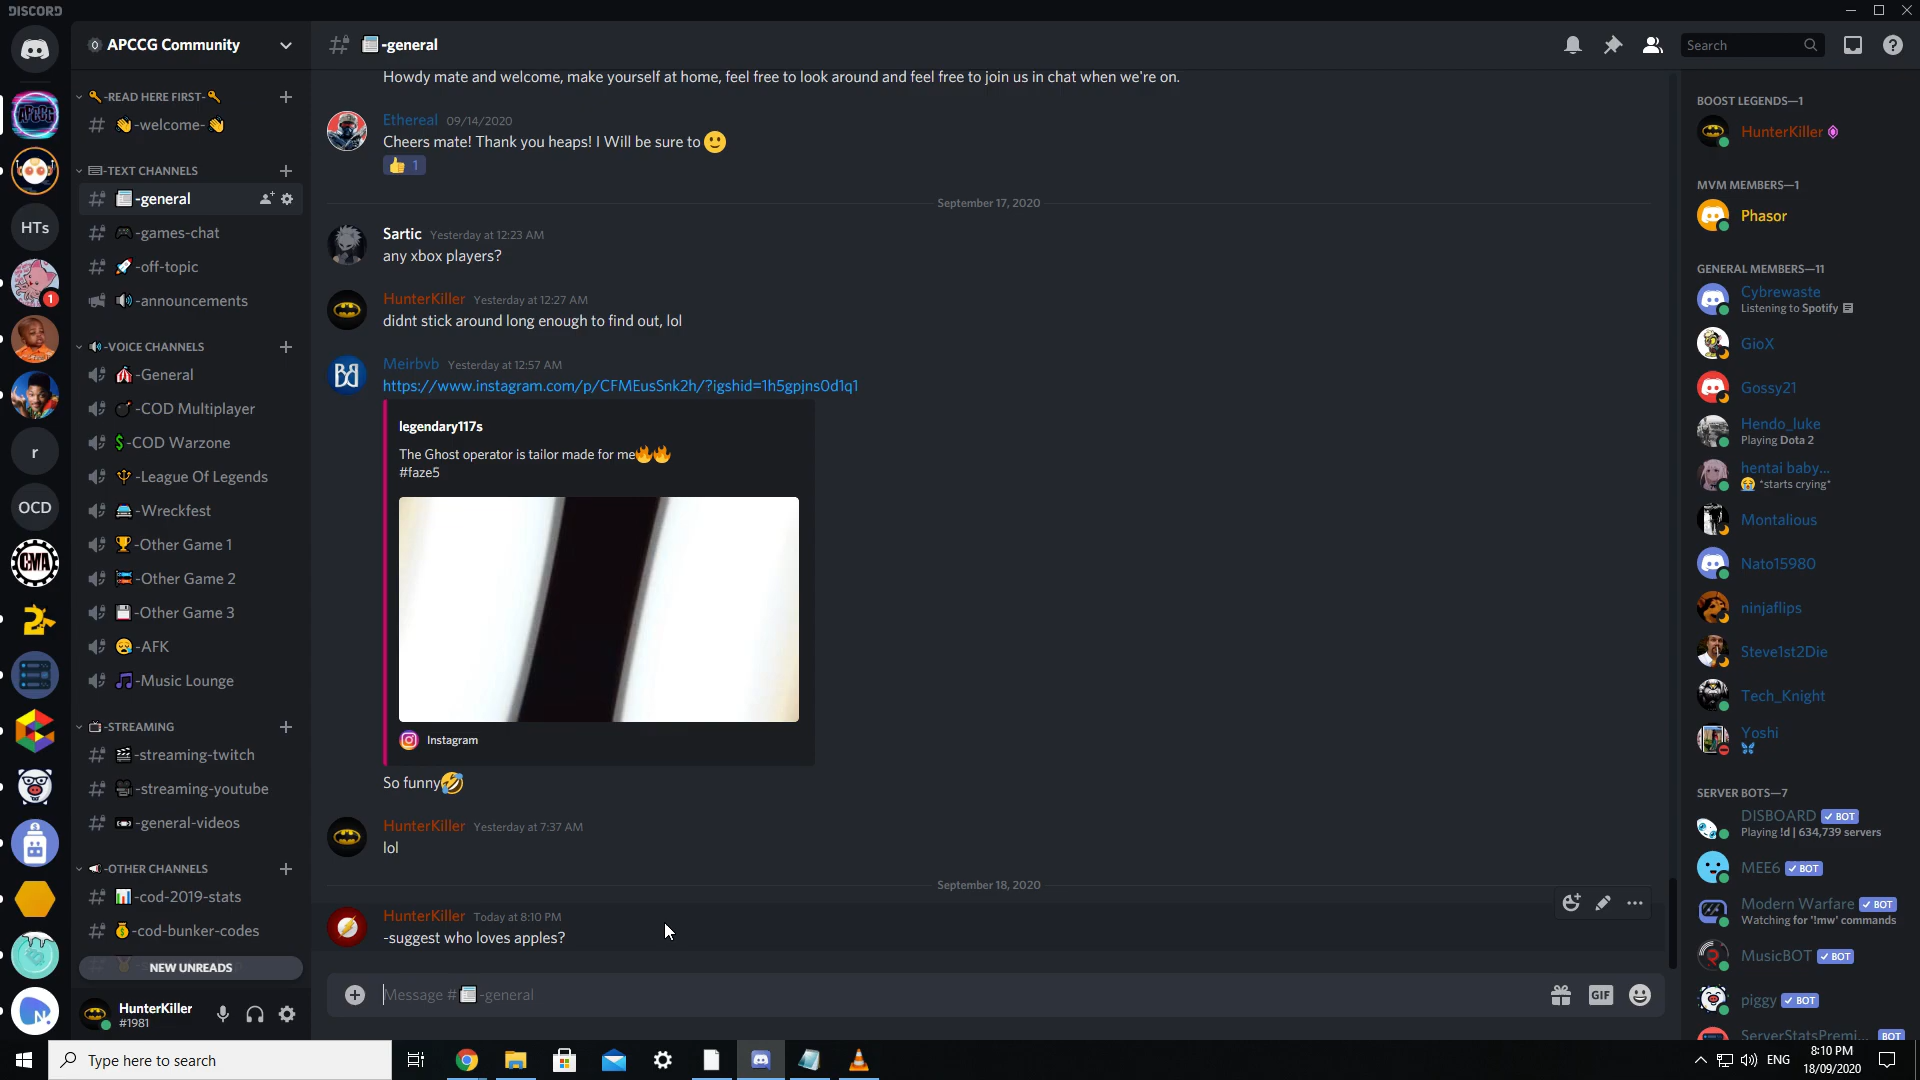 DISCORD
APCCG Community
-general
Search
HTs
1
r
OCD
CMA
N
-READ HERE FIRST-
-welcome-
-TEXT CHANNELS
-general
-games-chat
-off-topic
-announcements
-VOICE CHANNELS
-General
-COD Multiplayer
-COD Warzone
-League Of Legends
-Wreckfest
-Other Game 1
-Other Game 2
-Other Game 3
-AFK
-Music Lounge
-STREAMING
-streaming-twitch
-streaming-youtube
-general-videos
-OTHER CHANNELS
-cod-2019-stats
-cod-bunker-codes
NEW UNREADS
HunterKiller
#1981
Howdy mate and welcome, make yourself at home, feel free to look around and feel free to join us in chat when we're on.
Ethereal 09/14/2020
Cheers mate! Thank you heaps! I Will be sure to 🙂
👍 1
September 17, 2020
Sartic Yesterday at 12:23 AM
any xbox players?
HunterKiller Yesterday at 12:27 AM
didnt stick around long enough to find out, lol
Meirbvb Yesterday at 12:57 AM
https://www.instagram.com/p/CFMEusSnk2h/?igshid=1h5gpjns0d1q1
legendary117s
The Ghost operator is tailor made for me🔥🔥
#faze5
Instagram
So funny🤣
HunterKiller Yesterday at 7:37 AM
lol
September 18, 2020
HunterKiller Today at 8:10 PM
-suggest who loves apples?
Message #-general
GIF
BOOST LEGENDS—1
HunterKiller
MVM MEMBERS—1
Phasor
GENERAL MEMBERS—11
Cybrewaste
Listening to Spotify
GioX
Gossy21
Hendo_luke
Playing Dota 2
hentai baby...
😭 *starts crying*
Montalious
Nato15980
ninjaflips
Steve1st2Die
Tech_Knight
Yoshi
🦋
SERVER BOTS—7
DISBOARD ✓ BOT
Playing !d | 634,739 servers
MEE6 ✓ BOT
Modern Warfare ✓ BOT
Watching for '!mw' commands
MusicBOT ✓ BOT
piggy ✓ BOT
ServerStatsPremi... BOT
Type here to search
ENG
8:10 PM
18/09/2020